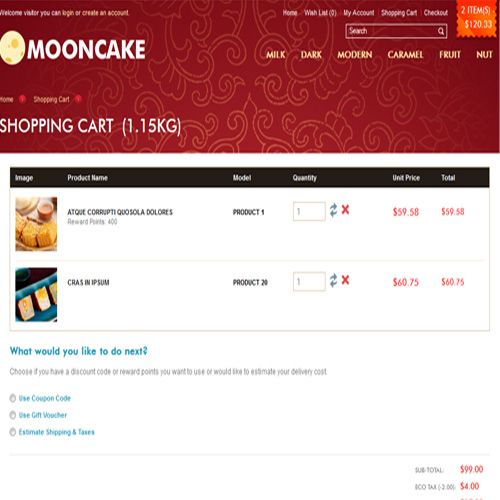 Welcome visitor you can login or create an account.
Home Wish List (0) My Account Shopping Cart Checkout
2 ITEM(S)
$120.33
Search
MOONCAKE
MILK DARK MODERN CARAMEL FRUIT NUT
Home Shopping Cart
SHOPPING CART (1.15KG)
Image Product Name Model Quantity Unit Price Total
ATQUE CORRUPTI QUOSOLA DOLORES PRODUCT 1 1 $59.58 $59.58
Reward Points: 400
CRAS IN IPSUM PRODUCT 20 1 $60.75 $60.75
What would you like to do next?
Choose if you have a discount code or reward points you want to use or would like to estimate your delivery cost.
Use Coupon Code
Use Gift Voucher
Estimate Shipping & Taxes
SUB-TOTAL: $99.00
ECO TAX (-2.00): $4.00